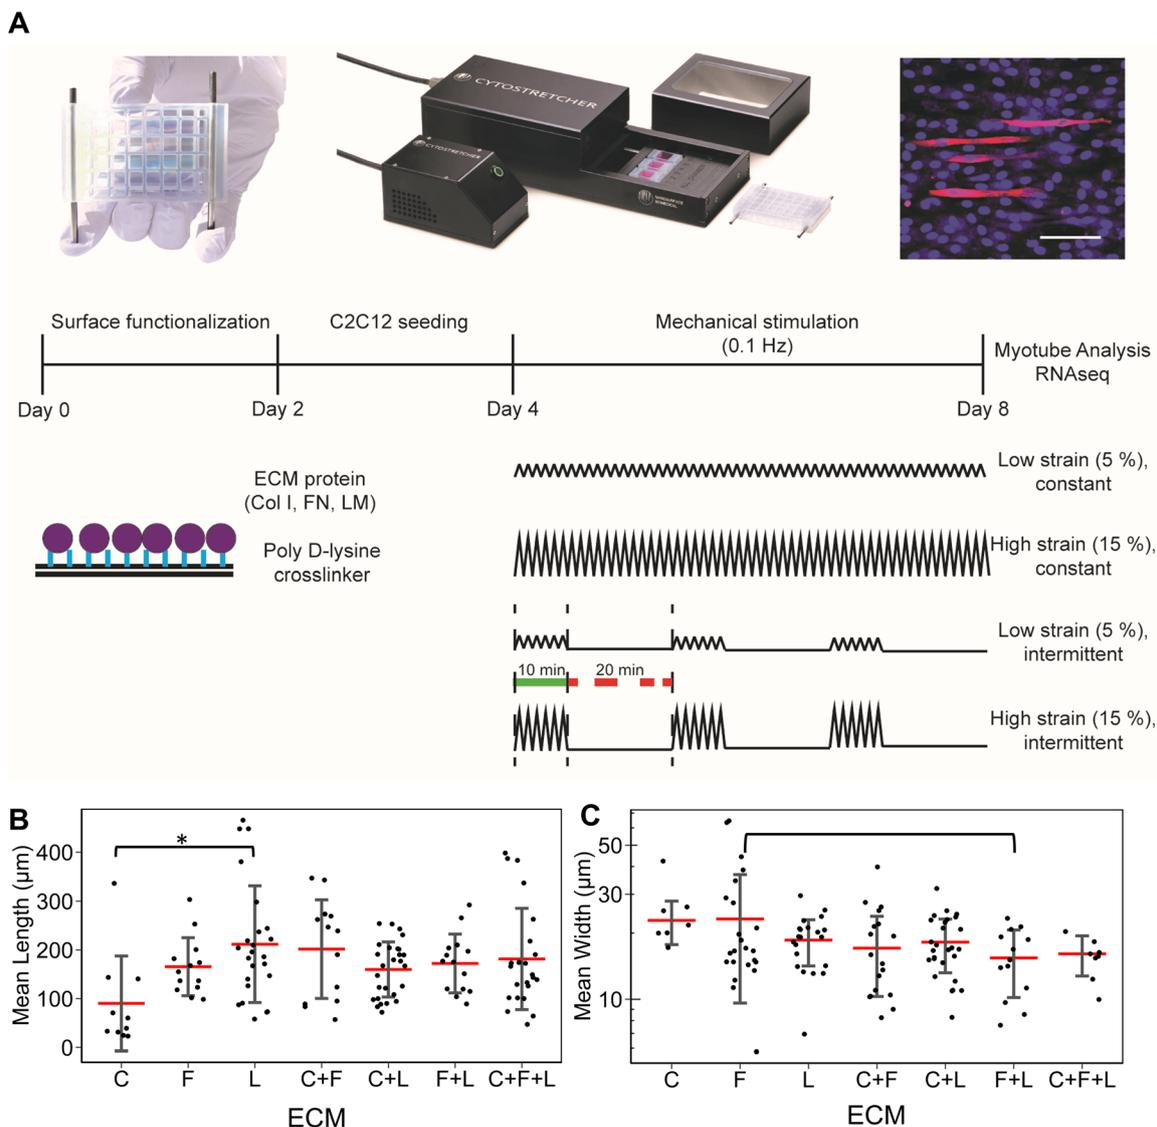 A
CYTOSTRETCHER
CYTOSTRETCHER
Surface functionalization
C2C12 seeding
Mechanical stimulation
(0.1 Hz)
Myotube Analysis
RNAseq
Day 0
Day 2
Day 4
Day 8
ECM protein
(Col I, FN, LM)
Poly D-lysine
crosslinker
Low strain (5 %),
constant
High strain (15 %),
constant
Low strain (5 %),
intermittent
10 min
20 min
High strain (15 %),
intermittent
B
Mean Length (μm)
400
300
200
100
0
*
C
F
L
C+F
C+L
F+L
C+F+L
ECM
C
Mean Width (μm)
50
30
10
C
F
L
C+F
C+L
F+L
C+F+L
ECM